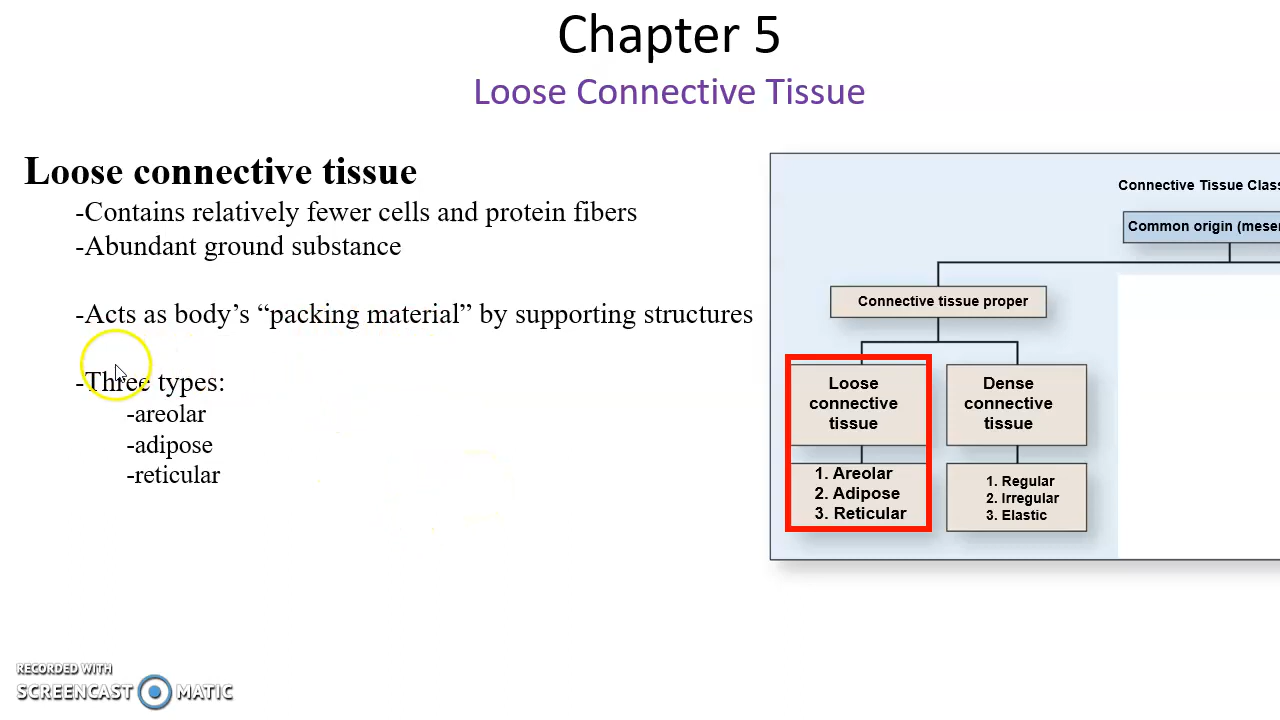 Chapter 5
Loose Connective Tissue
Loose connective tissue
-Contains relatively fewer cells and protein fibers
-Abundant ground substance
-Acts as body’s “packing material” by supporting structures
-Three types:
-areolar
-adipose
-reticular
Connective Tissue
Common origin
Connective tissue proper
Loose
connective
tissue
Dense
connective
tissue
1. Areolar
2. Adipose
3. Reticular
1. Regular
2. Irregular
3. Elastic
RECORDED WITH
SCREENCAST MATIC